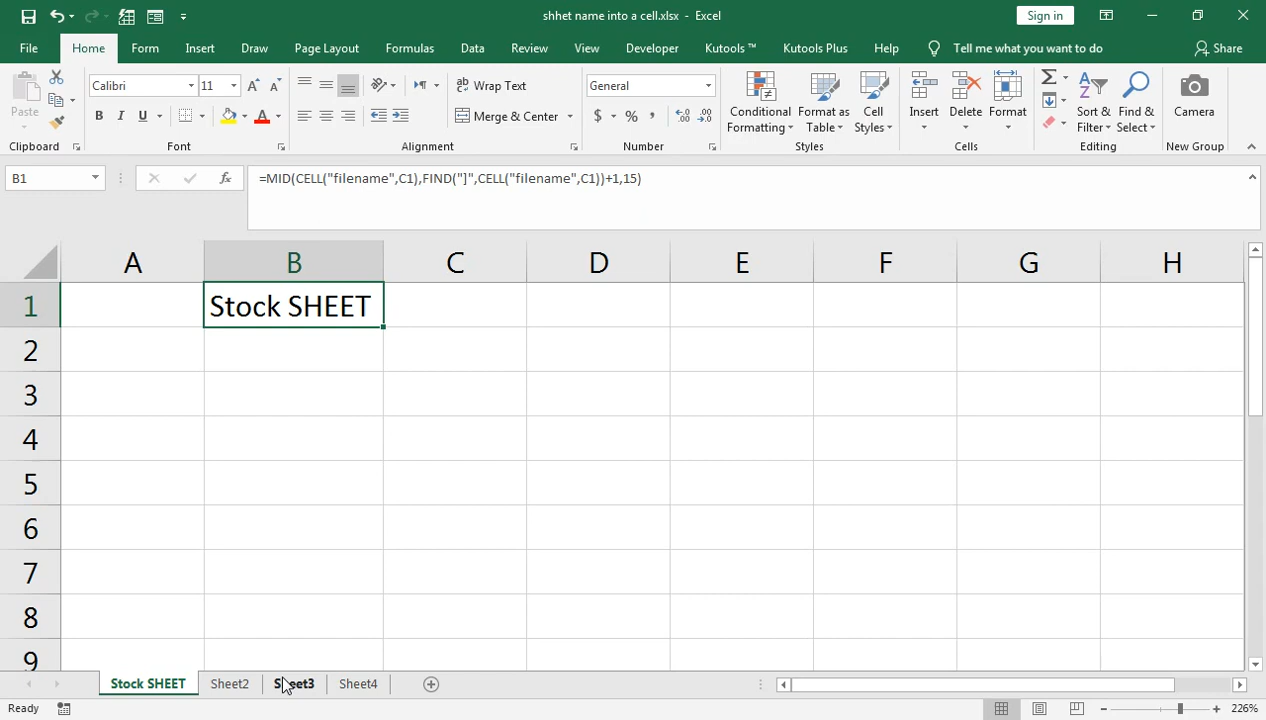 shhet name into a cell.xlsx - Excel
Sign in
File Home Form Insert Draw Page Layout Formulas Data Review View Developer Kutools ™ Kutools Plus Help Tell me what you want to do Share
Calibri 11 Wrap Text General
Paste B I U Merge & Center $ % , Conditional Formatting Format as Table Cell Styles Insert Delete Format Sort & Filter Find & Select Camera
Clipboard Font Alignment Number Styles Cells Editing New Group
B1 fx =MID(CELL("filename",C1),FIND("]",CELL("filename",C1))+1,15)
A B C D E F G H
1 Stock SHEET
2
3
4
5
6
7
8
9
Stock SHEET Sheet2 Sheet3 Sheet4
Ready 226%